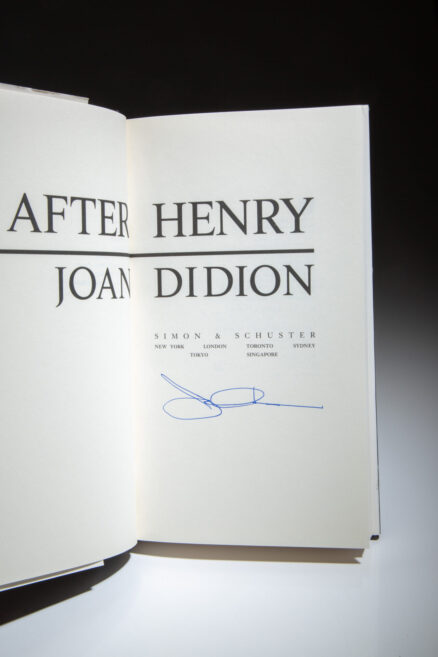 AFTER HENRY
JOAN DIDION
SIMON & SCHUSTER
NEW YORK LONDON TORONTO SYDNEY
TOKYO SINGAPORE